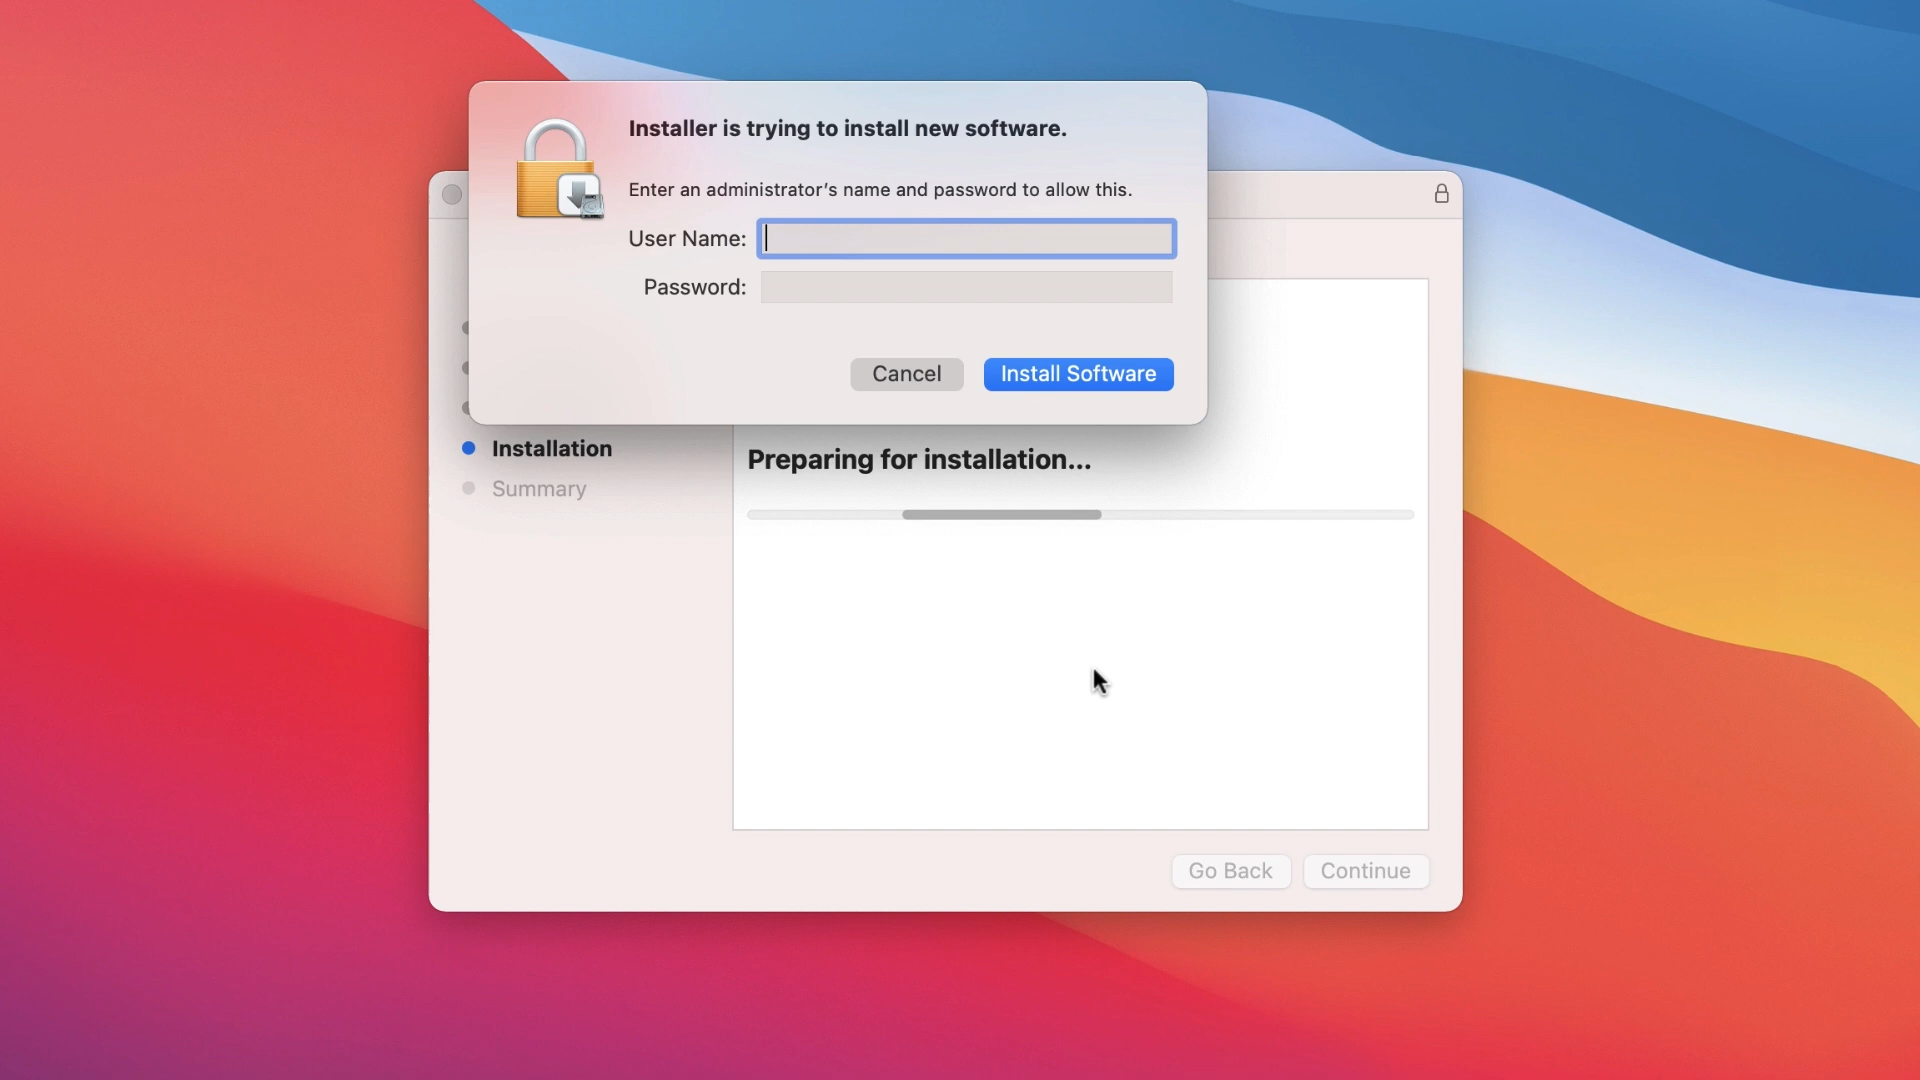 Installer is trying to install new software.
Enter an administrator's name and password to allow this.
User Name:
Password:
Cancel
Install Software
Installation
Summary
Preparing for installation...
Go Back
Continue